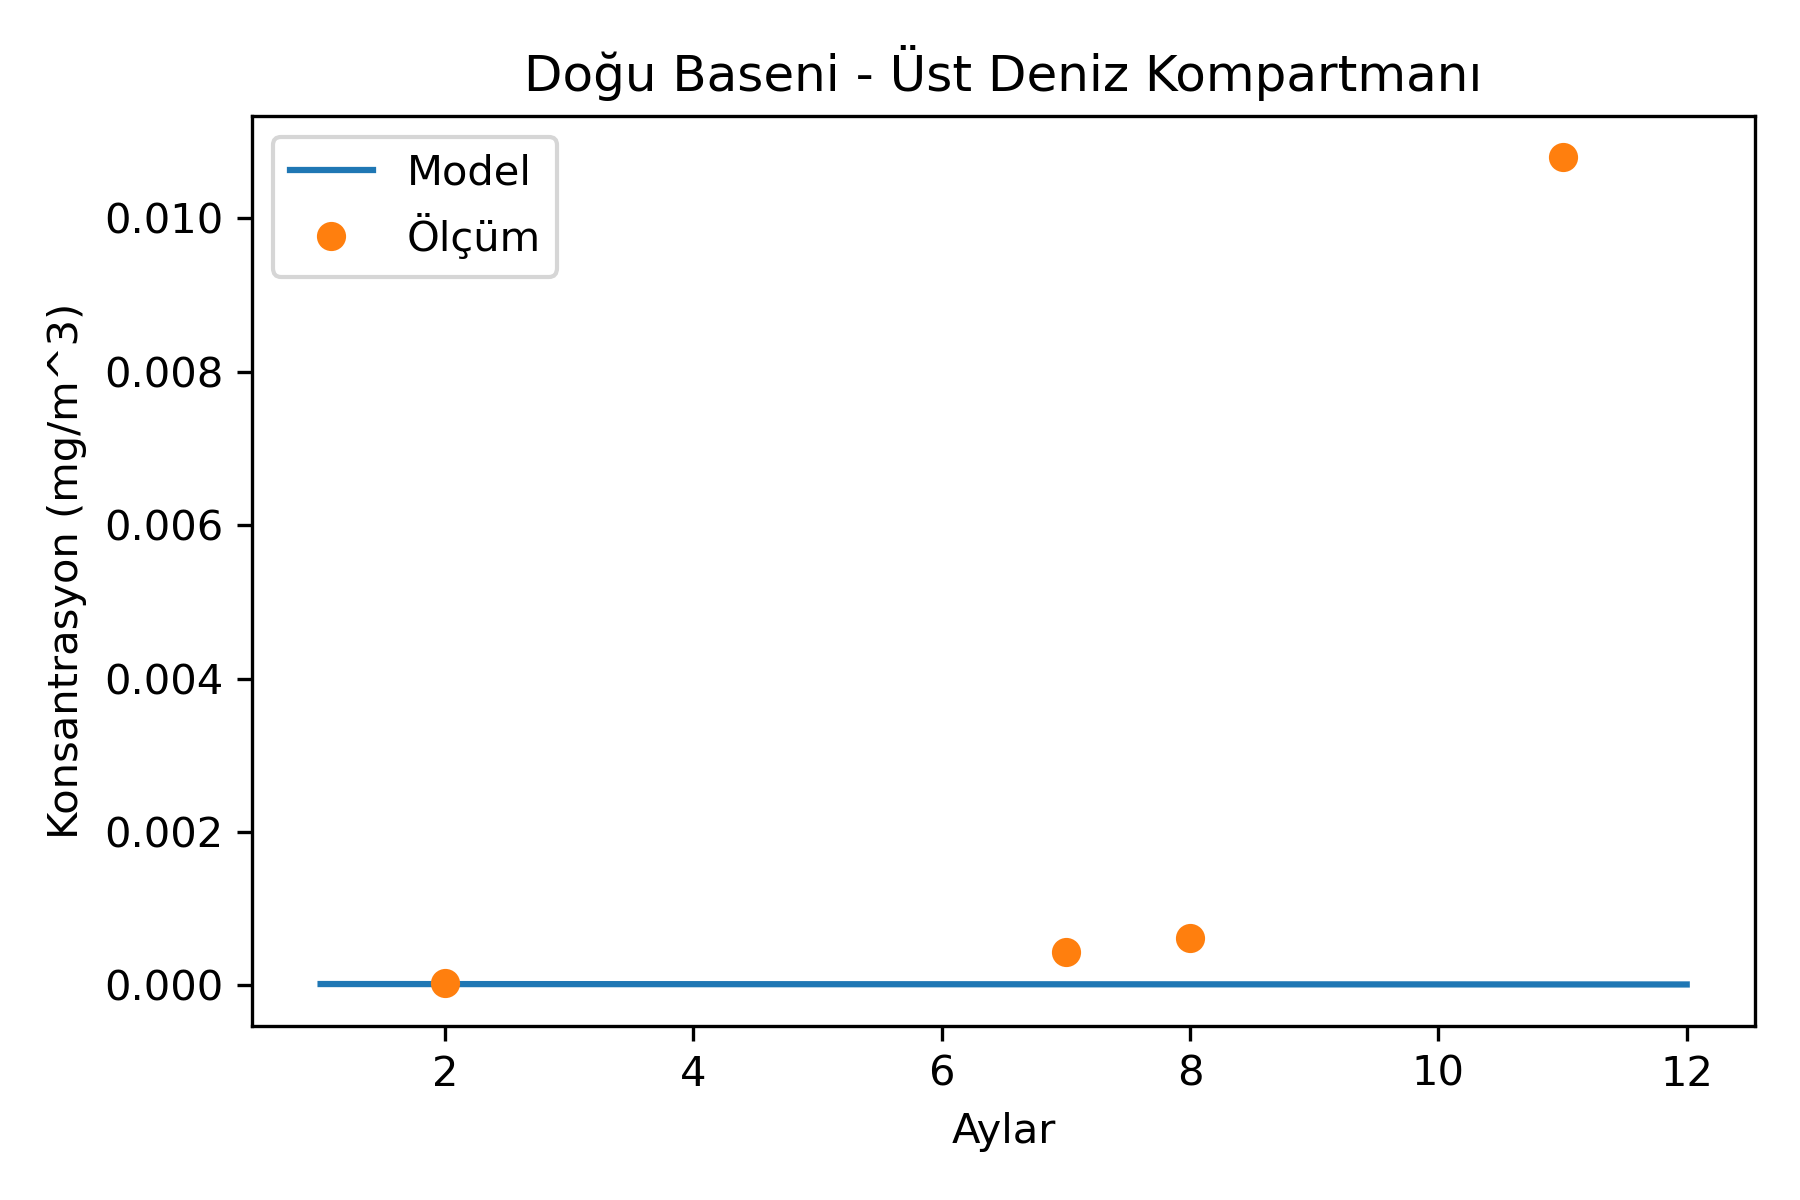 Doğu Baseni - Üst Deniz Kompartmanı
Model
Ölçüm
Konsantrasyon (mg/m^3)
0.010
0.008
0.006
0.004
0.002
0.000
2
4
6
8
10
12
Aylar